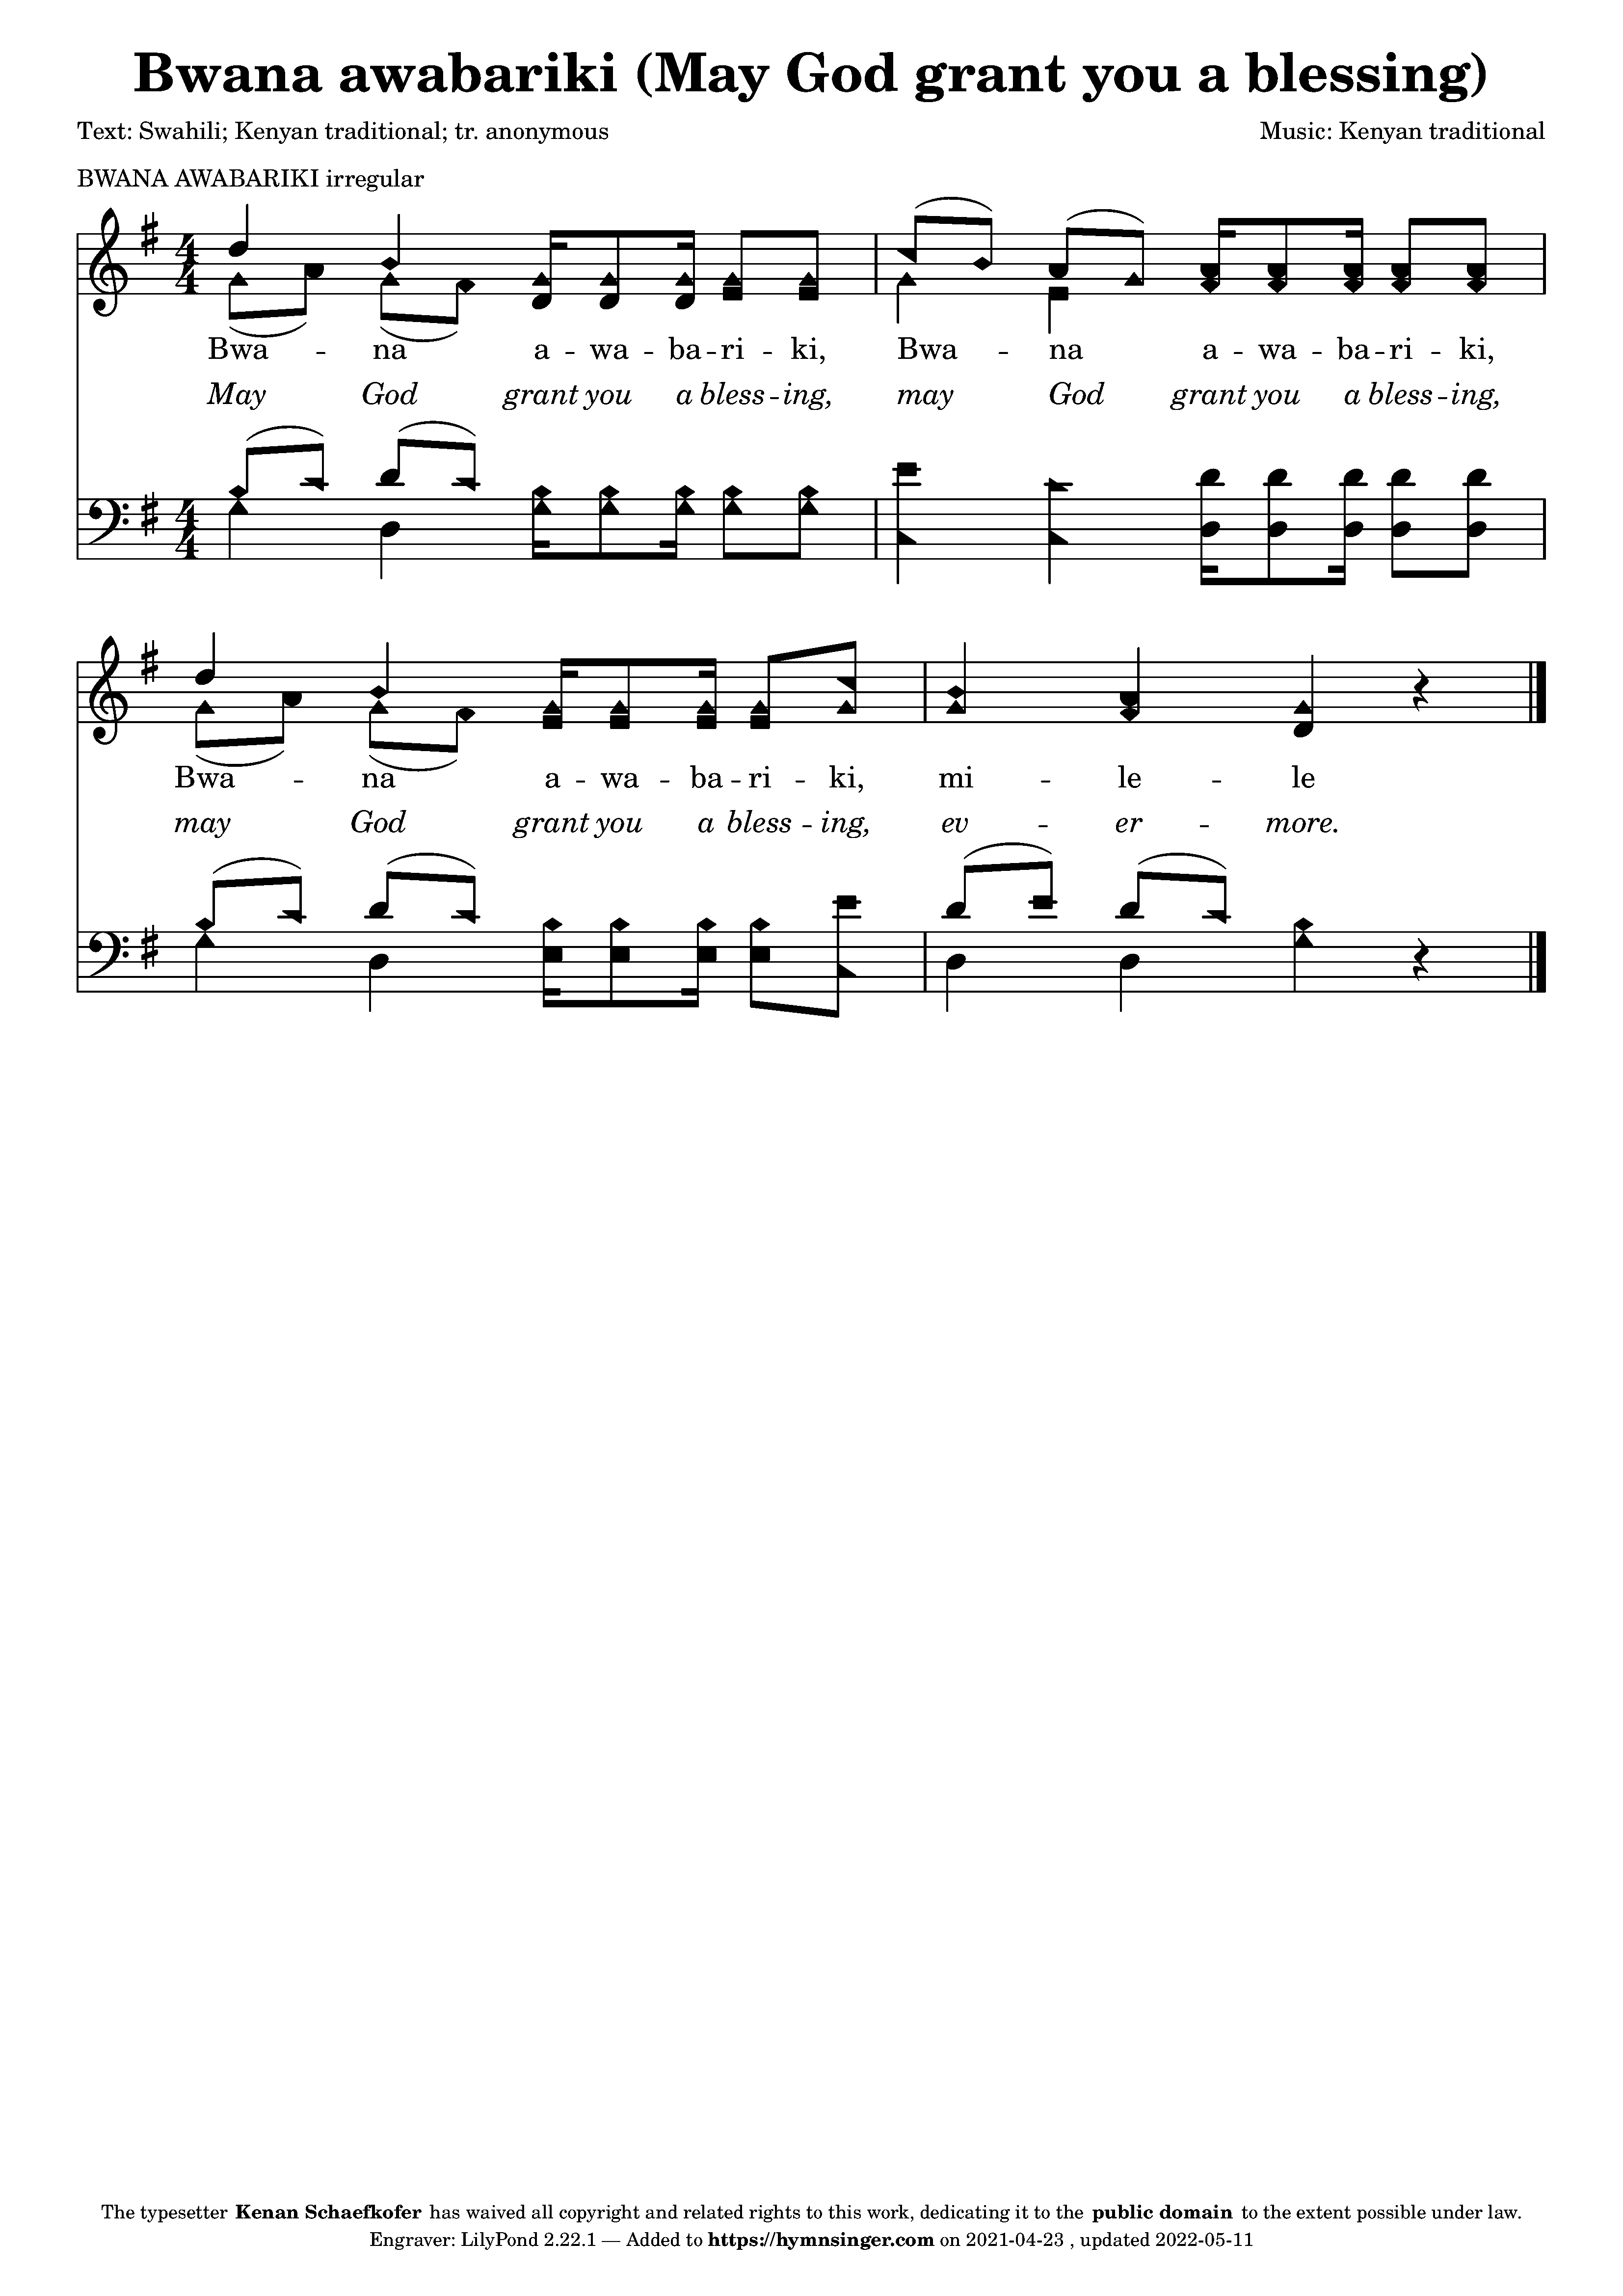 Bwana awabariki (May God grant you a blessing)
Text: Swahili; Kenyan traditional; tr. anonymous Music: Kenyan traditional
BWANA AWABARIKI irregular
4
4
Bwa - na a - wa - ba - ri - ki, Bwa - na a - wa - ba - ri - ki,
May God grant you a bless - ing, may God grant you a bless - ing,
4
4
Bwa - na a - wa - ba - ri - ki, mi - le - le
may God grant you a bless - ing, ev - er - more.
The typesetter Kenan Schaefkofer has waived all copyright and related rights to this work, dedicating it to the public domain to the extent possible under law.
Engraver: LilyPond 2.22.1 — Added to https://hymnsinger.com on 2021-04-23 , updated 2022-05-11